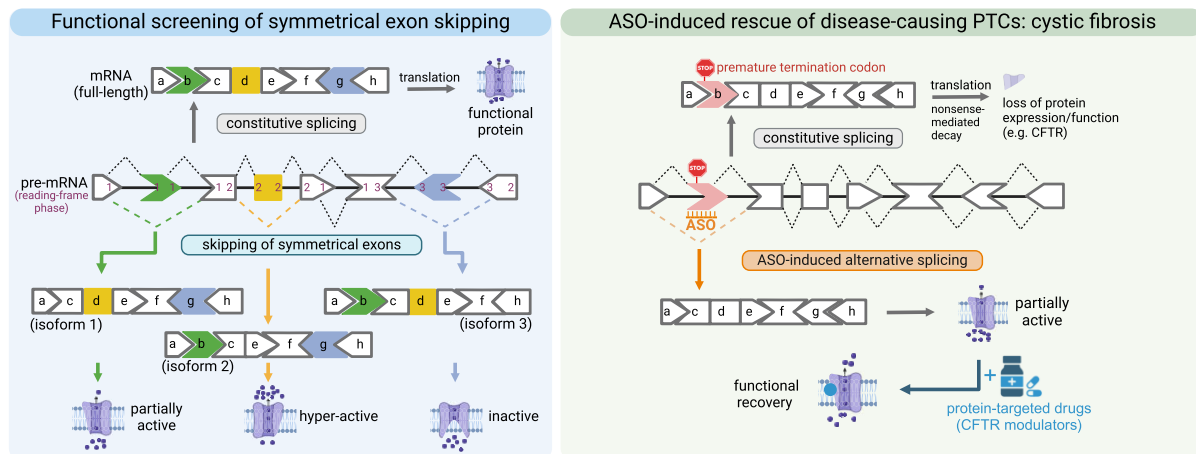 Functional screening of symmetrical exon skipping
mRNA
(full-length)
a b c d e f g h
translation
functional
protein
constitutive splicing
pre-mRNA
(reading-frame
phase)
1 1 1 1 2 2 2 2 1 1 3 3 3 3 2
skipping of symmetrical exons
a c d e f g h
(isoform 1)
a b c d e f h
(isoform 3)
a b c e f g h
(isoform 2)
partially
active
hyper-active
inactive
ASO-induced rescue of disease-causing PTCs: cystic fibrosis
STOP premature termination codon
a b c d e f g h
translation
nonsense-
mediated
decay
loss of protein
expression/function
(e.g. CFTR)
constitutive splicing
STOP
ASO
ASO-induced alternative splicing
a c d e f g h
partially
active
functional
recovery
+
protein-targeted drugs
(CFTR modulators)